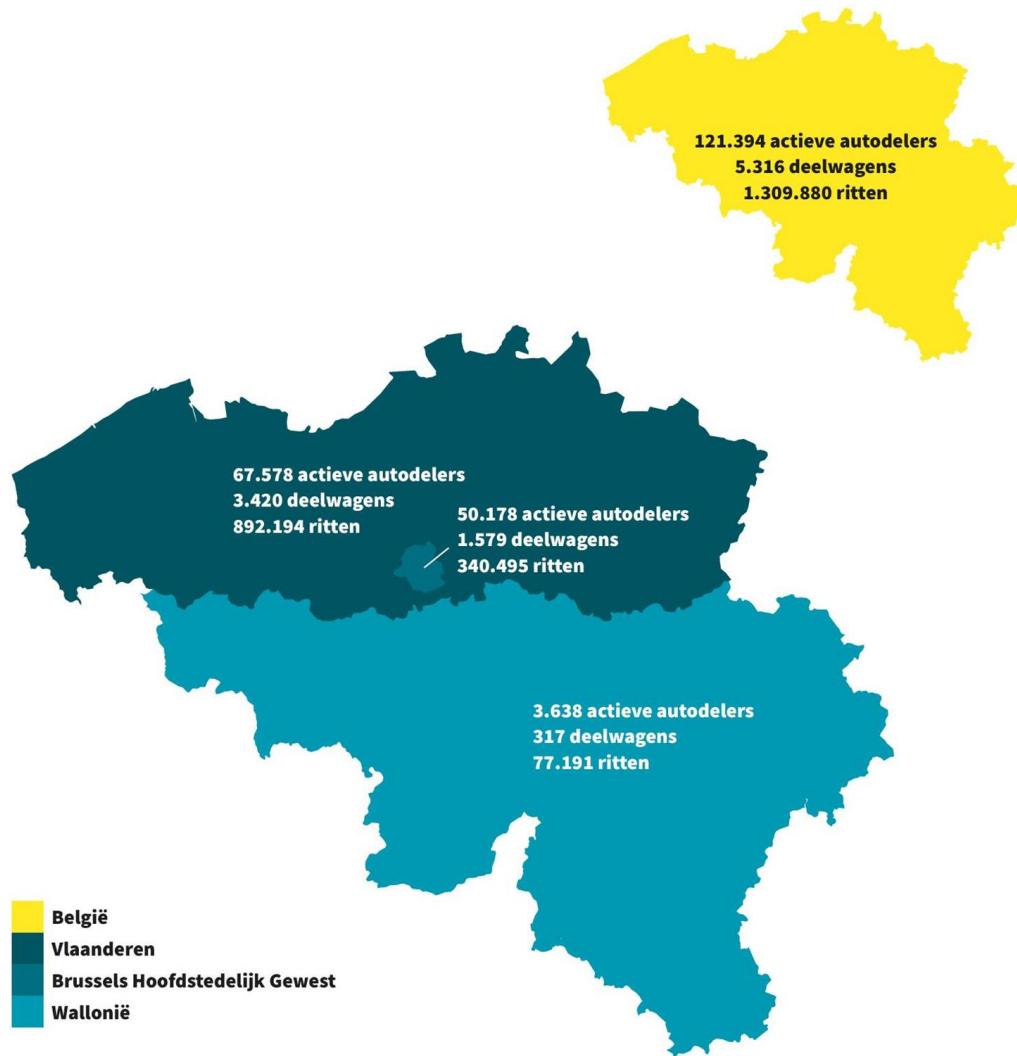 121.394 actieve autodelers
5.316 deelwagens
1.309.880 ritten
67.578 actieve autodelers
3.420 deelwagens
892.194 ritten
50.178 actieve autodelers
1.579 deelwagens
340.495 ritten
3.638 actieve autodelers
317 deelwagens
77.191 ritten
België
Vlaanderen
Brussels Hoofdstedelijk Gewest
Wallonië